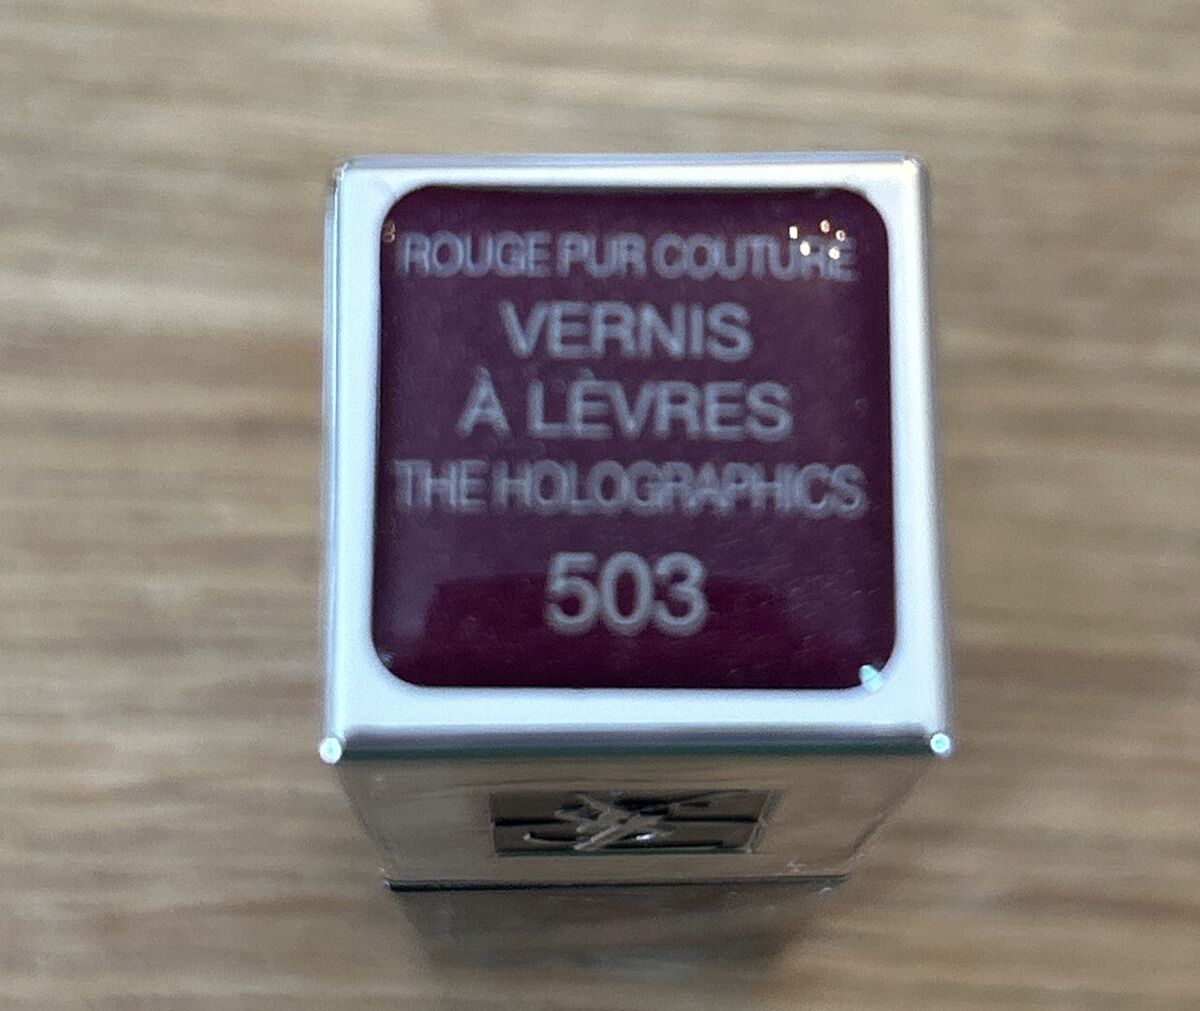 ROUGE PUR COUTURE
VERNIS
À LÈVRES
THE HOLOGRAPHICS
503